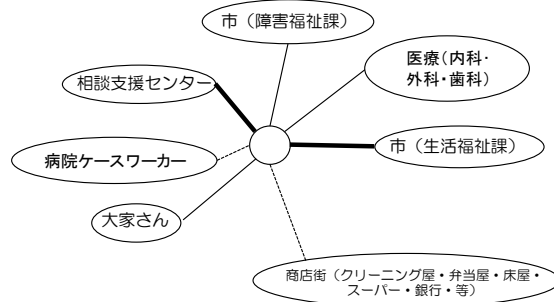 市（障害福祉課）
医療（内科・
外科・歯科）
相談支援センター
市（生活福祉課）
病院ケースワーカー
大家さん
商店街（クリーニング屋・弁当屋・床屋・
スーパー・銀行・等）